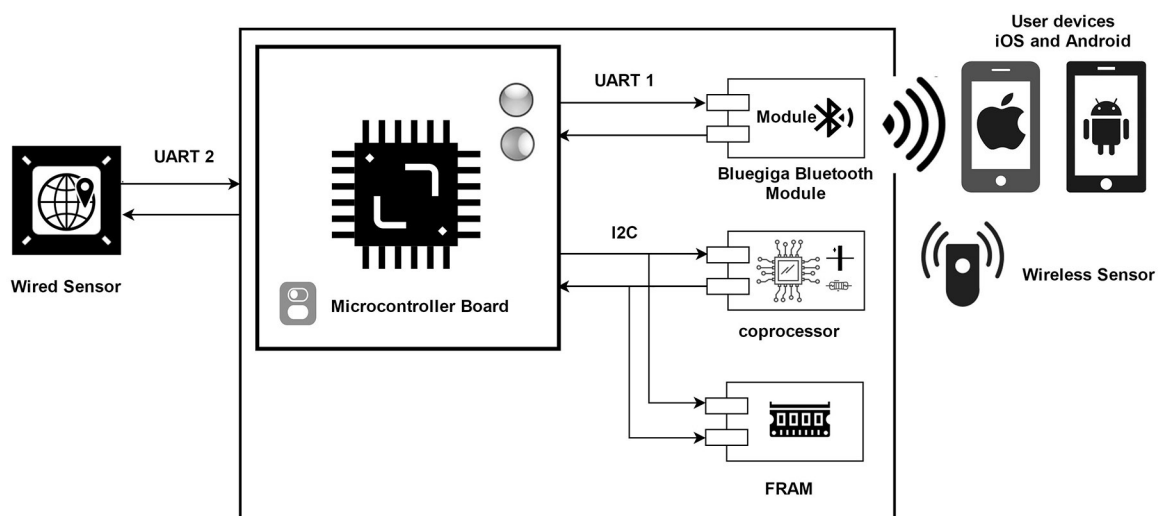 User devices
iOS and Android
UART 1
Module
UART 2
Bluegiga Bluetooth
Module
I2C
Wired Sensor
Wireless Sensor
Microcontroller Board
coprocessor
FRAM